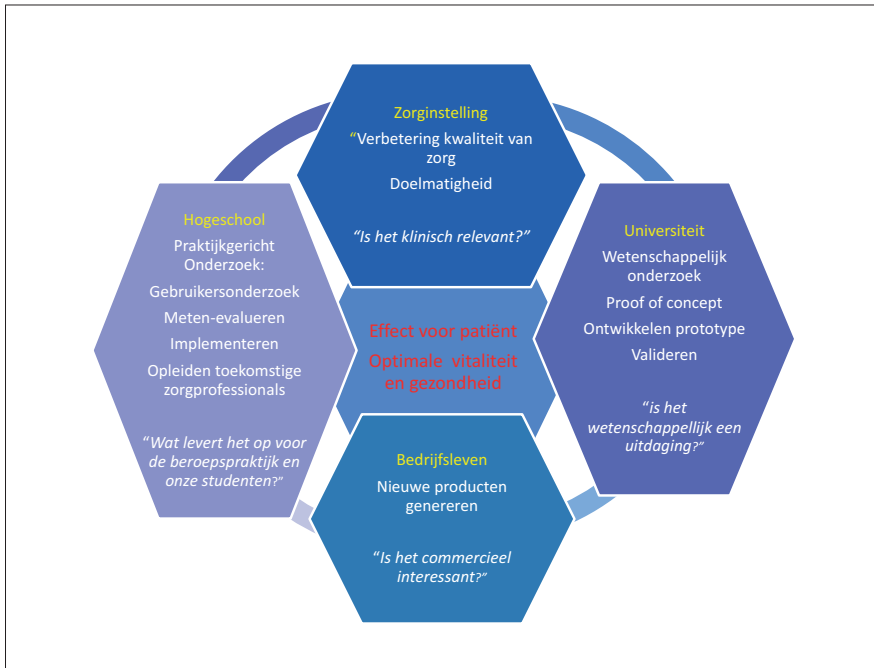 Zorginstelling
“Verbetering kwaliteit van
zorg
Doelmatigheid
“Is het klinisch relevant?”
Hogeschool
Praktijkgericht
Onderzoek:
Gebruikersonderzoek
Meten-evalueren
Implementeren
Opleiden toekomstige
zorgprofessionals
“Wat levert het op voor
de beroepspraktijk en
onze studenten?”
Effect voor patiënt
Optimale vitaliteit
en gezondheid
Universiteit
Wetenschappelijk
onderzoek
Proof of concept
Ontwikkelen prototype
Valideren
“is het
wetenschappelijk een
uitdaging?”
Bedrijfsleven
Nieuwe producten
genereren
“Is het commercieel
interessant?”